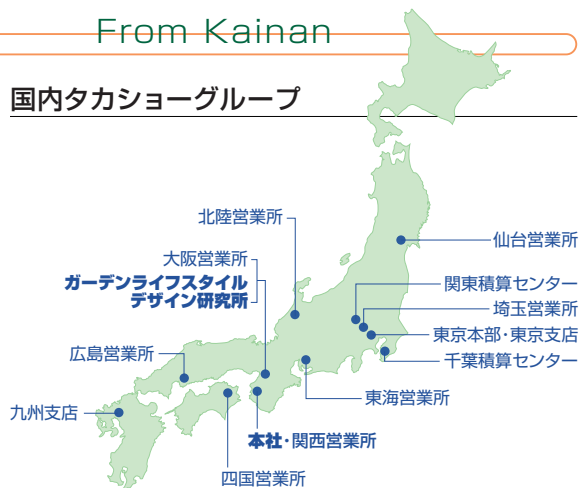 From Kainan
国内タカショーグループ
北陸営業所
仙台営業所
大阪営業所
ガーデンライフスタイル
デザイン研究所
関東積算センター
埼玉営業所
東京本部・東京支店
千葉積算センター
広島営業所
東海営業所
九州支店
本社・関西営業所
四国営業所